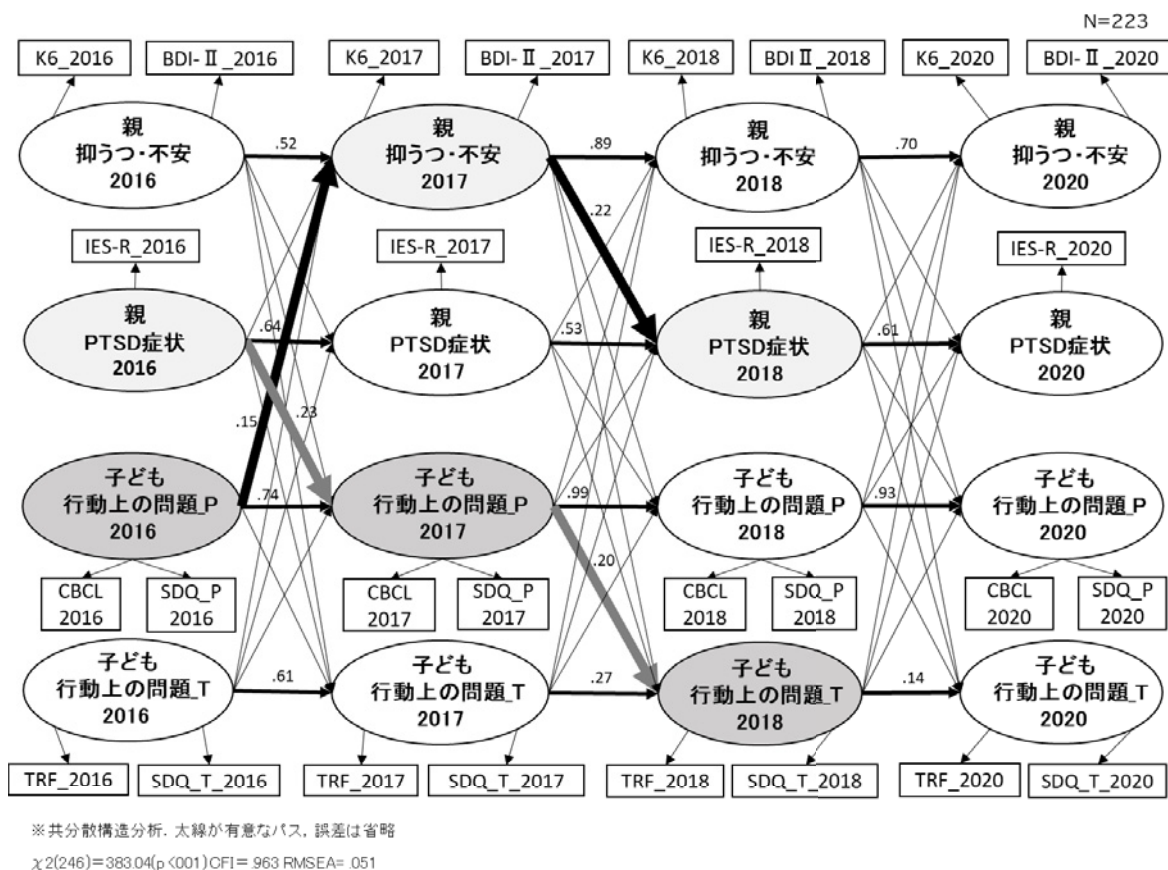 N=223
K6_2016
BDI-Ⅱ_2016
K6_2017
BDI-Ⅱ_2017
K6_2018
BDIⅡ_2018
K6_2020
BDI-Ⅱ_2020
親
抑うつ・不安
2016
.52
親
抑うつ・不安
2017
.89
親
抑うつ・不安
2018
.70
親
抑うつ・不安
2020
.22
IES-R_2016
IES-R_2017
IES-R_2018
IES-R_2020
親
PTSD症状
2016
.64
親
PTSD症状
2017
.53
親
PTSD症状
2018
.61
親
PTSD症状
2020
.15
.23
子ども
行動上の問題_P
2016
.74
子ども
行動上の問題_P
2017
.99
子ども
行動上の問題_P
2018
.93
子ども
行動上の問題_P
2020
.20
CBCL
2016
SDQ_P
2016
CBCL
2017
SDQ_P
2017
CBCL
2018
SDQ_P
2018
CBCL
2020
SDQ_P
2020
子ども
行動上の問題_T
2016
.61
子ども
行動上の問題_T
2017
.27
子ども
行動上の問題_T
2018
.14
子ども
行動上の問題_T
2020
TRF_2016
SDQ_T_2016
TRF_2017
SDQ_T_2017
TRF_2018
SDQ_T_2018
TRF_2020
SDQ_T_2020
※共分散構造分析. 太線が有意なパス, 誤差は省略
χ2(246)=383.04(p<001)CFI=.963 RMSEA=.051